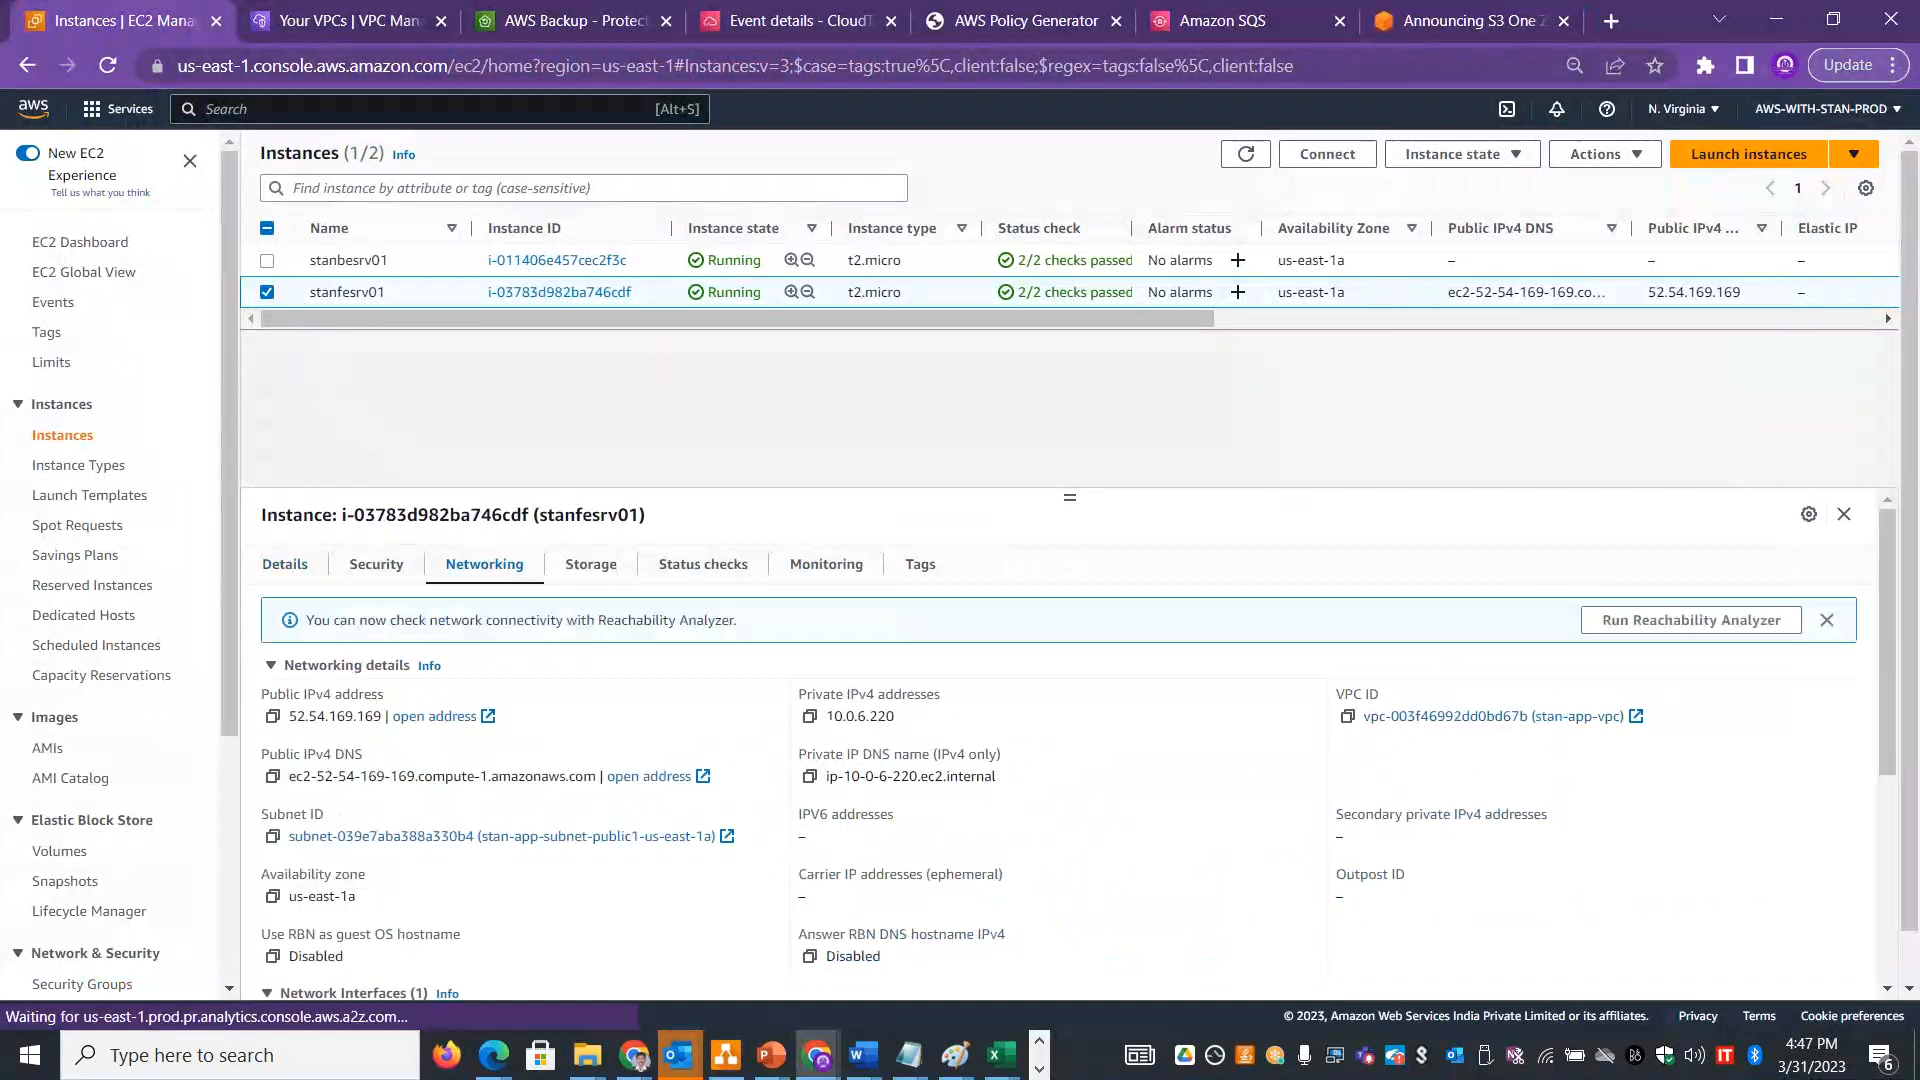 Instances | EC2 Mana
Your VPCs | VPC Man
AWS Backup - Protec
Event details - CloudT
AWS Policy Generator
Amazon SQS
Announcing S3 One Z
us-east-1.console.aws.amazon.com/ec2/home?region=us-east-1#Instances:v=3;$case=tags:true%5C,client:false;$regex=tags:false%5C,client:false
Update
aws
Services
Search
[Alt+S]
N. Virginia
AWS-WITH-STAN-PROD
New EC2
Experience
Tell us what you think
EC2 Dashboard
EC2 Global View
Events
Tags
Limits
Instances
Instances
Instance Types
Launch Templates
Spot Requests
Savings Plans
Reserved Instances
Dedicated Hosts
Scheduled Instances
Capacity Reservations
Images
AMIs
AMI Catalog
Elastic Block Store
Volumes
Snapshots
Lifecycle Manager
Network & Security
Security Groups
Instances (1/2) Info
Connect
Instance state
Actions
Launch instances
Find instance by attribute or tag (case-sensitive)
1
Name Instance ID Instance state Instance type Status check Alarm status Availability Zone Public IPv4 DNS Public IPv4 ... Elastic IP
stanbesrv01 i-011406e457cec2f3c Running t2.micro 2/2 checks passed No alarms + us-east-1a – – –
stanfesrv01 i-03783d982ba746cdf Running t2.micro 2/2 checks passed No alarms + us-east-1a ec2-52-54-169-169.co... 52.54.169.169 –
Instance: i-03783d982ba746cdf (stanfesrv01)
Details Security Networking Storage Status checks Monitoring Tags
You can now check network connectivity with Reachability Analyzer.
Run Reachability Analyzer
Networking details Info
Public IPv4 address
52.54.169.169 | open address
Private IPv4 addresses
10.0.6.220
VPC ID
vpc-003f46992dd0bd67b (stan-app-vpc)
Public IPv4 DNS
ec2-52-54-169-169.compute-1.amazonaws.com | open address
Private IP DNS name (IPv4 only)
ip-10-0-6-220.ec2.internal
Subnet ID
subnet-039e7aba388a330b4 (stan-app-subnet-public1-us-east-1a)
IPV6 addresses
–
Secondary private IPv4 addresses
–
Availability zone
us-east-1a
Carrier IP addresses (ephemeral)
–
Outpost ID
–
Use RBN as guest OS hostname
Disabled
Answer RBN DNS hostname IPv4
Disabled
Network Interfaces (1) Info
Waiting for us-east-1.prod.pr.analytics.console.aws.a2z.com...
© 2023, Amazon Web Services India Private Limited or its affiliates.
Privacy
Terms
Cookie preferences
Type here to search
IT
4:47 PM
3/31/2023
6